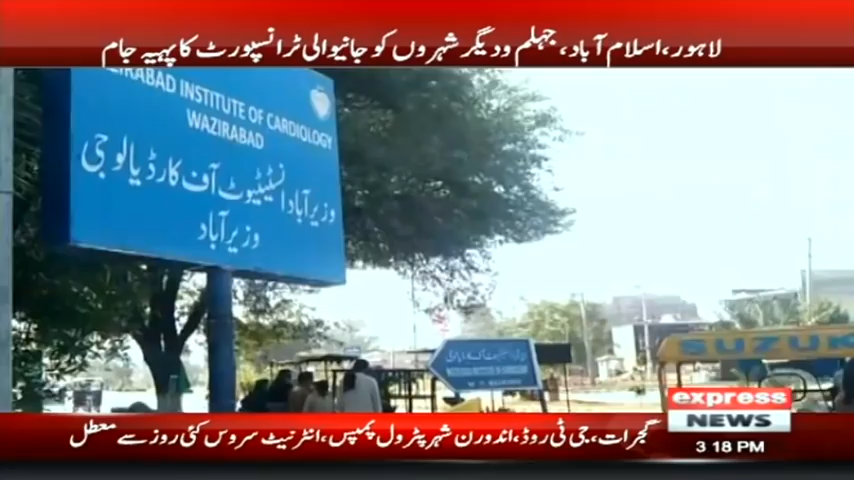 لاہور، اسلام آباد، جہلم ودیگر شہروں کو جانیوالی ٹرانسپورٹ کا پہیہ جام
WAZIRABAD INSTITUTE OF CARDIOLOGY
WAZIRABAD
وزیرآباد انسٹیٹیوٹ آف کارڈیالوجی
وزیرآباد
SUZUK
express
NEWS
3:18 PM
گجرات، جی ٹی روڈ، اندورن شہر پٹرول پمپس، انٹرنیٹ سروس کئی روز سے معطل